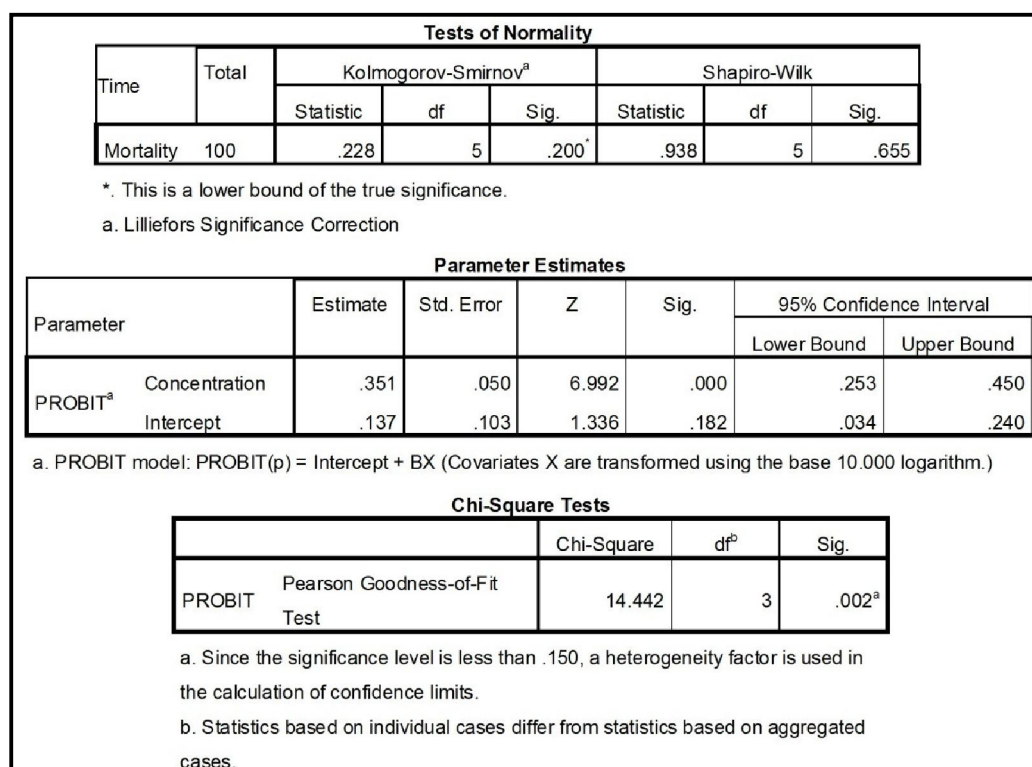 Tests of Normality
Time Total Kolmogorov-Smirnovᵃ Shapiro-Wilk
Statistic df Sig. Statistic df Sig.
Mortality 100 .228 5 .200* .938 5 .655
*. This is a lower bound of the true significance.
a. Lilliefors Significance Correction
Parameter Estimates
Parameter Estimate Std. Error Z Sig. 95% Confidence Interval
Lower Bound Upper Bound
PROBITᵃ Concentration .351 .050 6.992 .000 .253 .450
Intercept .137 .103 1.336 .182 .034 .240
a. PROBIT model: PROBIT(p) = Intercept + BX (Covariates X are transformed using the base 10.000 logarithm.)
Chi-Square Tests
Chi-Square dfᵇ Sig.
PROBIT Pearson Goodness-of-Fit
Test 14.442 3 .002ᵃ
a. Since the significance level is less than .150, a heterogeneity factor is used in
the calculation of confidence limits.
b. Statistics based on individual cases differ from statistics based on aggregated
cases.